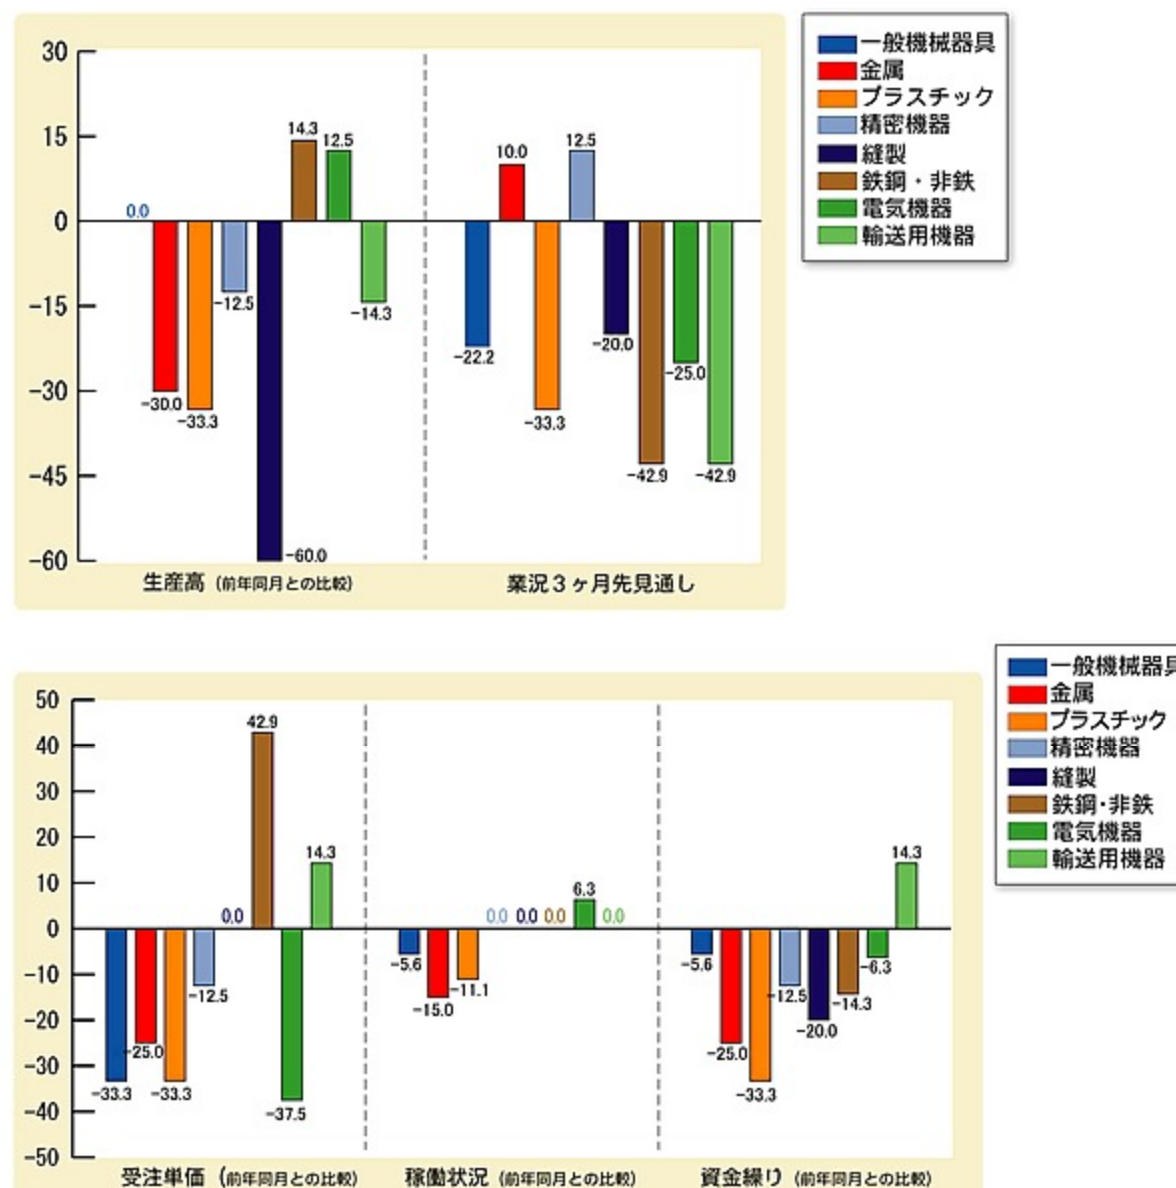 30
15
0
-15
-30
-45
-60
0.0
-30.0
-33.3
-12.5
-60.0
14.3
12.5
-14.3
-22.2
10.0
-33.3
12.5
-20.0
-42.9
-25.0
-42.9
生産高（前年同月との比較）
業況３ヶ月先見通し
一般機械器具
金属
プラスチック
精密機器
縫製
鉄鋼・非鉄
電気機器
輸送用機器
50
40
30
20
10
0
-10
-20
-30
-40
-50
-33.3
-25.0
-33.3
-12.5
0.0
42.9
-37.5
14.3
-5.6
-15.0
-11.1
0.0
0.0
0.0
6.3
0.0
-5.6
-25.0
-33.3
-12.5
-20.0
-14.3
-6.3
14.3
受注単価（前年同月との比較）
稼働状況（前年同月との比較）
資金繰り（前年同月との比較）
一般機械器具
金属
プラスチック
精密機器
縫製
鉄鋼・非鉄
電気機器
輸送用機器